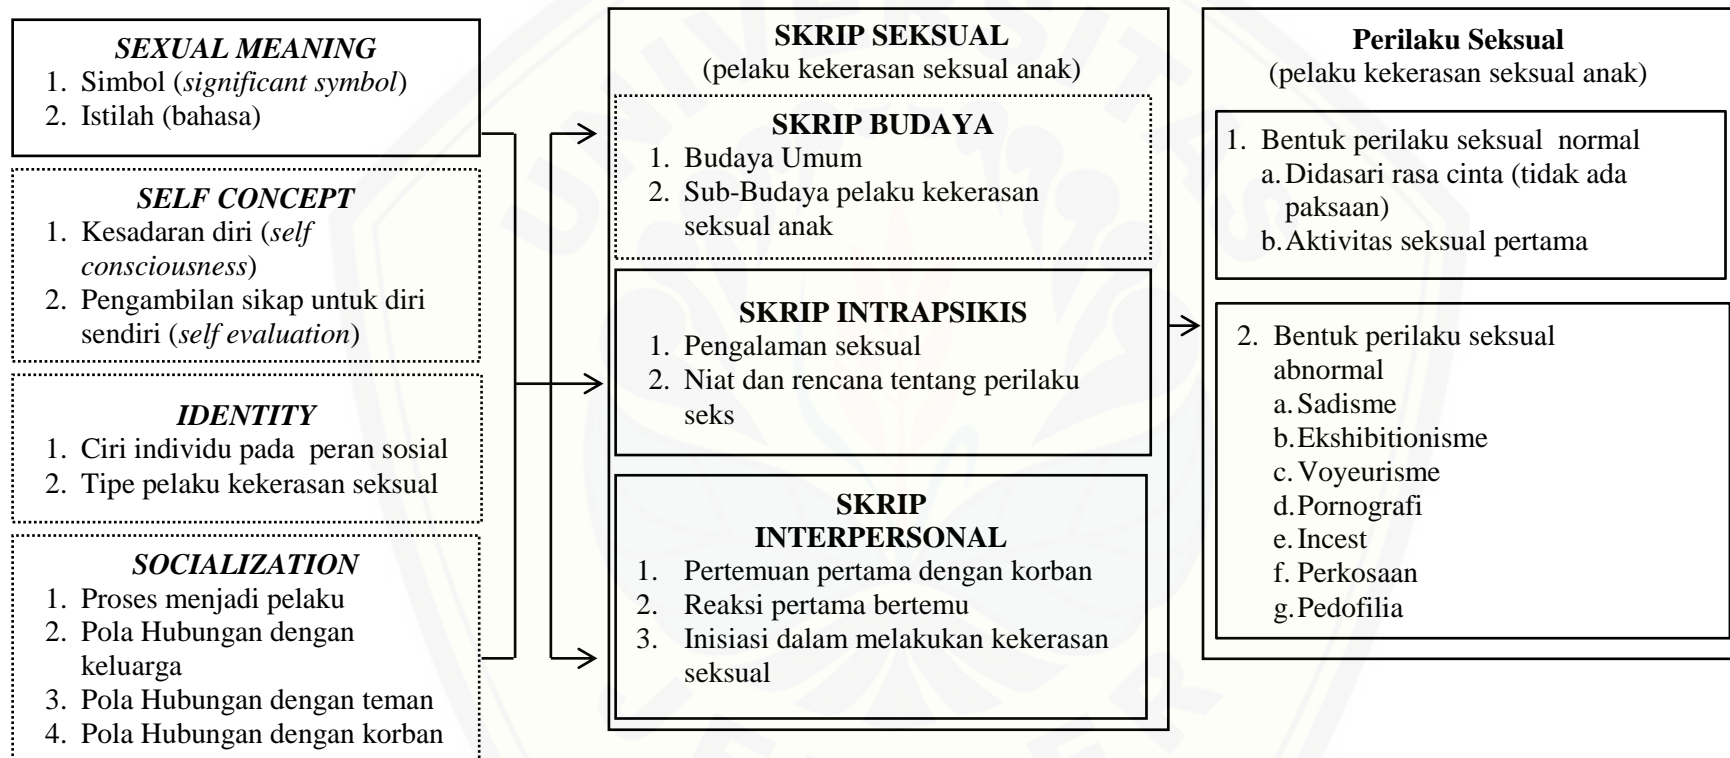 SEXUAL MEANING
1. Simbol (significant symbol)
2. Istilah (bahasa)
SELF CONCEPT
1. Kesadaran diri (self
consciousness)
2. Pengambilan sikap untuk diri
sendiri (self evaluation)
IDENTITY
1. Ciri individu pada peran sosial
2. Tipe pelaku kekerasan seksual
SOCIALIZATION
1. Proses menjadi pelaku
2. Pola Hubungan dengan
keluarga
3. Pola Hubungan dengan teman
4. Pola Hubungan dengan korban
SKRIP SEKSUAL
(pelaku kekerasan seksual anak)
SKRIP BUDAYA
1. Budaya Umum
2. Sub-Budaya pelaku kekerasan
seksual anak
SKRIP INTRAPSIKIS
1. Pengalaman seksual
2. Niat dan rencana tentang perilaku
seks
SKRIP
INTERPERSONAL
1. Pertemuan pertama dengan korban
2. Reaksi pertama bertemu
3. Inisiasi dalam melakukan kekerasan
seksual
Perilaku Seksual
(pelaku kekerasan seksual anak)
1. Bentuk perilaku seksual normal
a. Didasari rasa cinta (tidak ada
paksaan)
b. Aktivitas seksual pertama
2. Bentuk perilaku seksual
abnormal
a. Sadisme
b. Ekshibitionisme
c. Voyeurisme
d. Pornografi
e. Incest
f. Perkosaan
g. Pedofilia
UNIVERSITAS